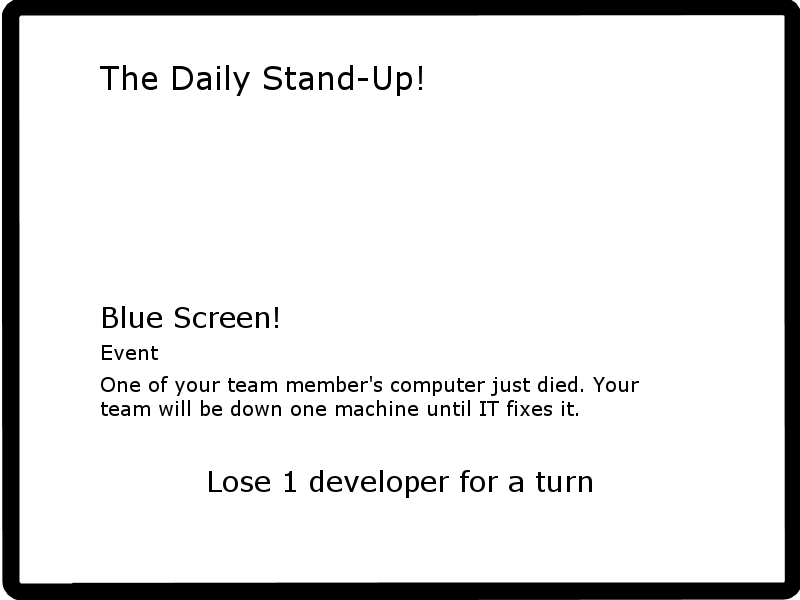 The Daily Stand-Up!
Blue Screen!
Event
One of your team member's computer just died. Your
team will be down one machine until IT fixes it.
Lose 1 developer for a turn